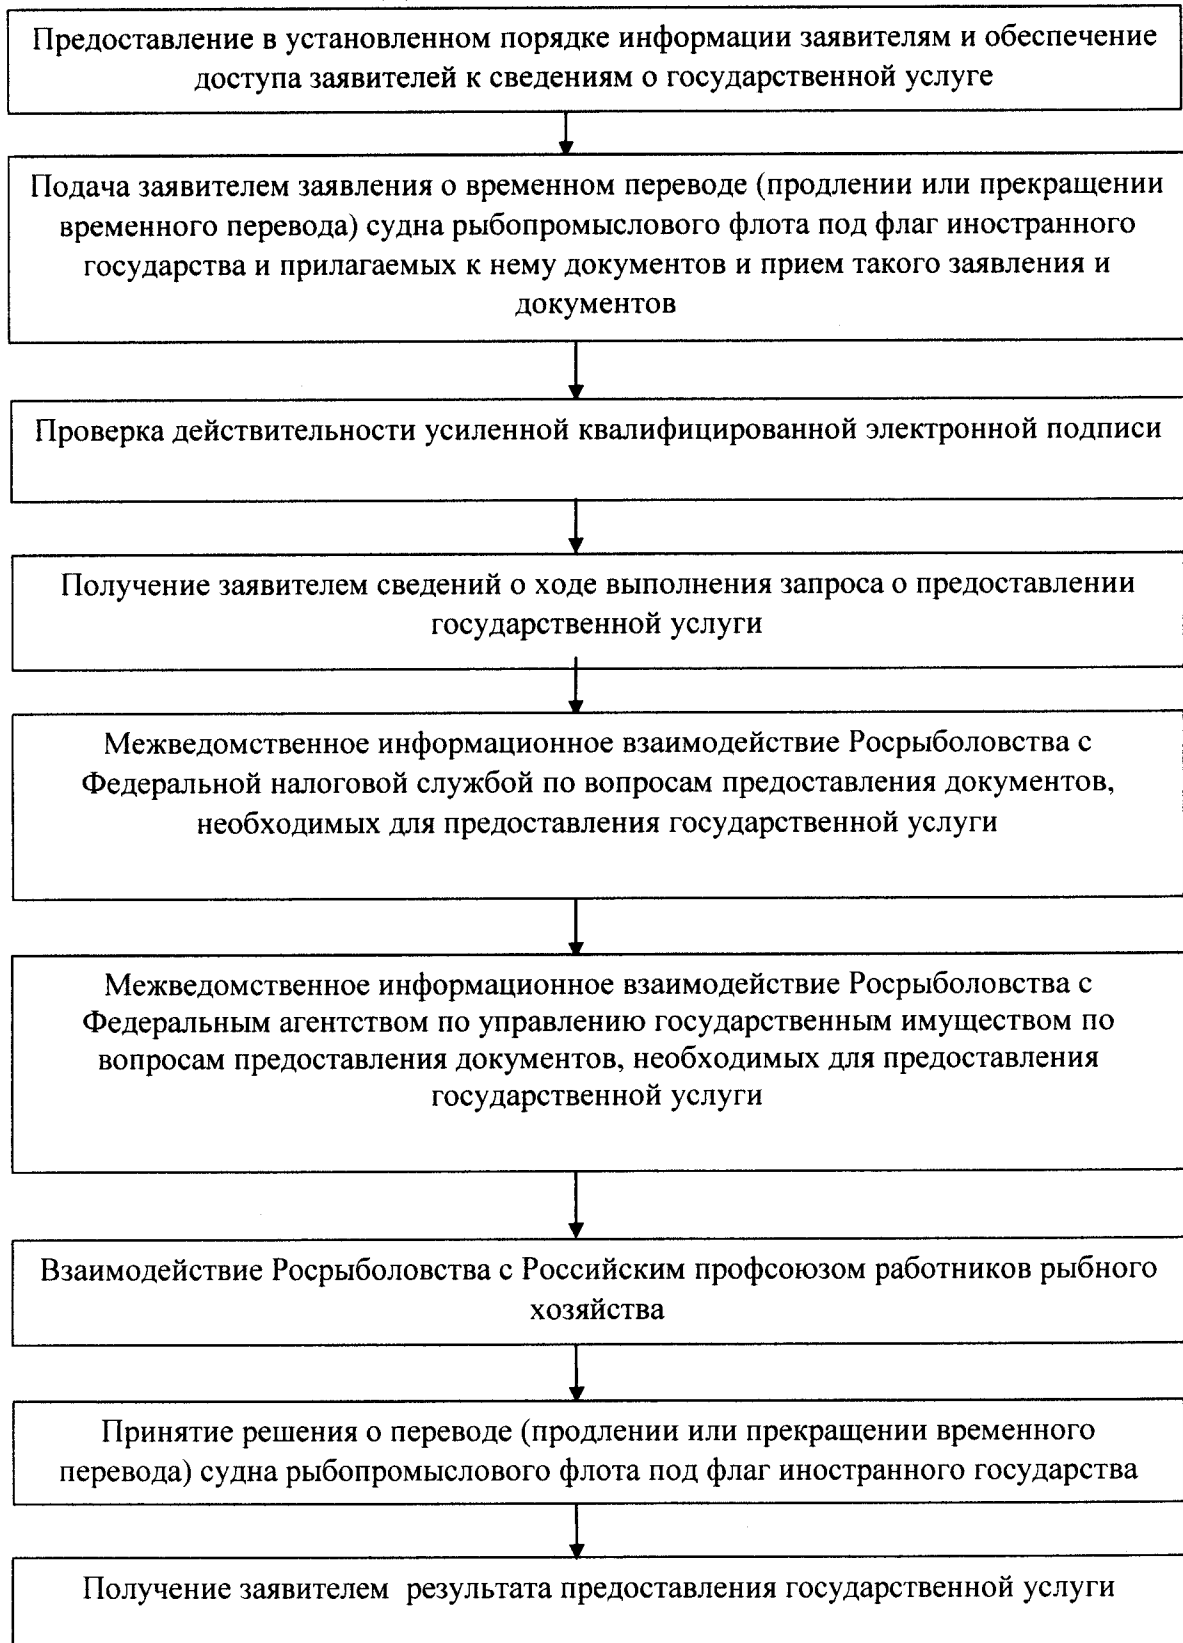 Предоставление в установленном порядке информации заявителям и обеспечение
доступа заявителей к сведениям о государственной услуге
Подача заявителем заявления о временном переводе (продлении или прекращении
временного перевода) судна рыбопромыслового флота под флаг иностранного
государства и прилагаемых к нему документов и прием такого заявления и
документов
Проверка действительности усиленной квалифицированной электронной подписи
Получение заявителем сведений о ходе выполнения запроса о предоставлении
государственной услуги
Межведомственное информационное взаимодействие Росрыболовства с
Федеральной налоговой службой по вопросам предоставления документов,
необходимых для предоставления государственной услуги
Межведомственное информационное взаимодействие Росрыболовства с
Федеральным агентством по управлению государственным имуществом по
вопросам предоставления документов, необходимых для предоставления
государственной услуги
Взаимодействие Росрыболовства с Российским профсоюзом работников рыбного
хозяйства
Принятие решения о переводе (продлении или прекращении временного
перевода) судна рыбопромыслового флота под флаг иностранного государства
Получение заявителем результата предоставления государственной услуги